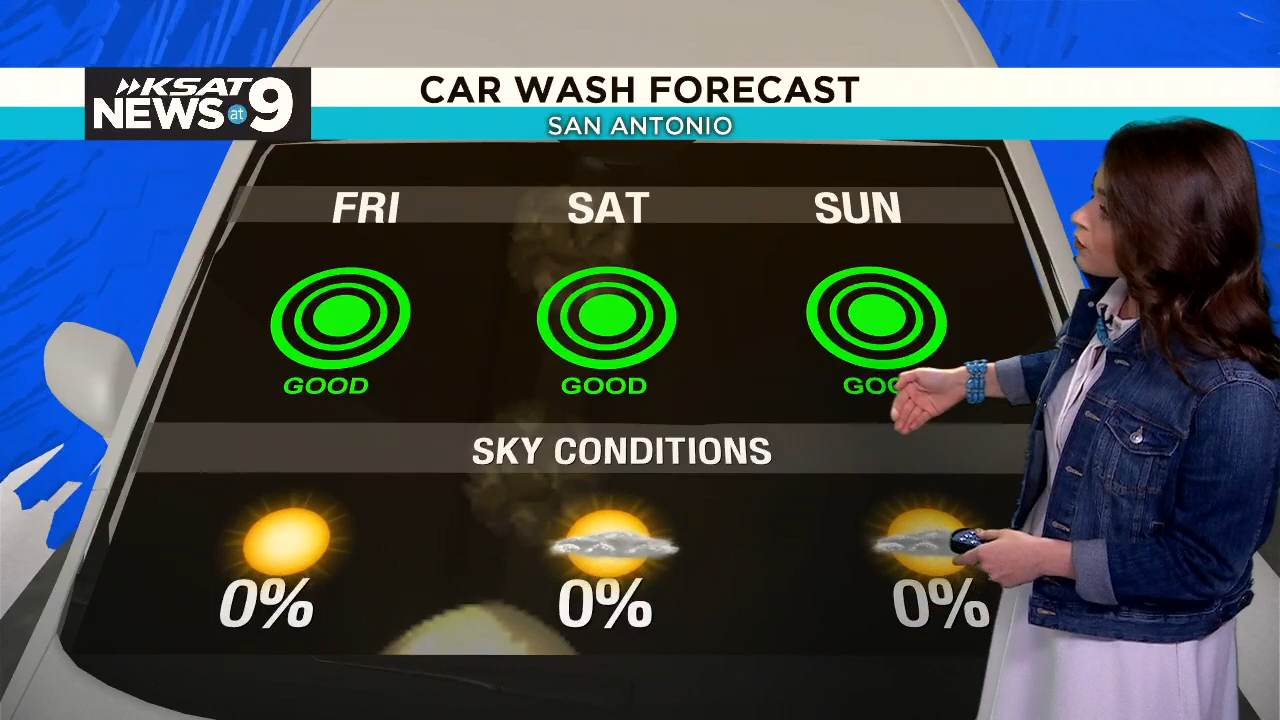 KSAT
NEWS at 9
CAR WASH FORECAST
SAN ANTONIO
FRI SAT SUN
GOOD GOOD GOO
SKY CONDITIONS
0% 0% 0%